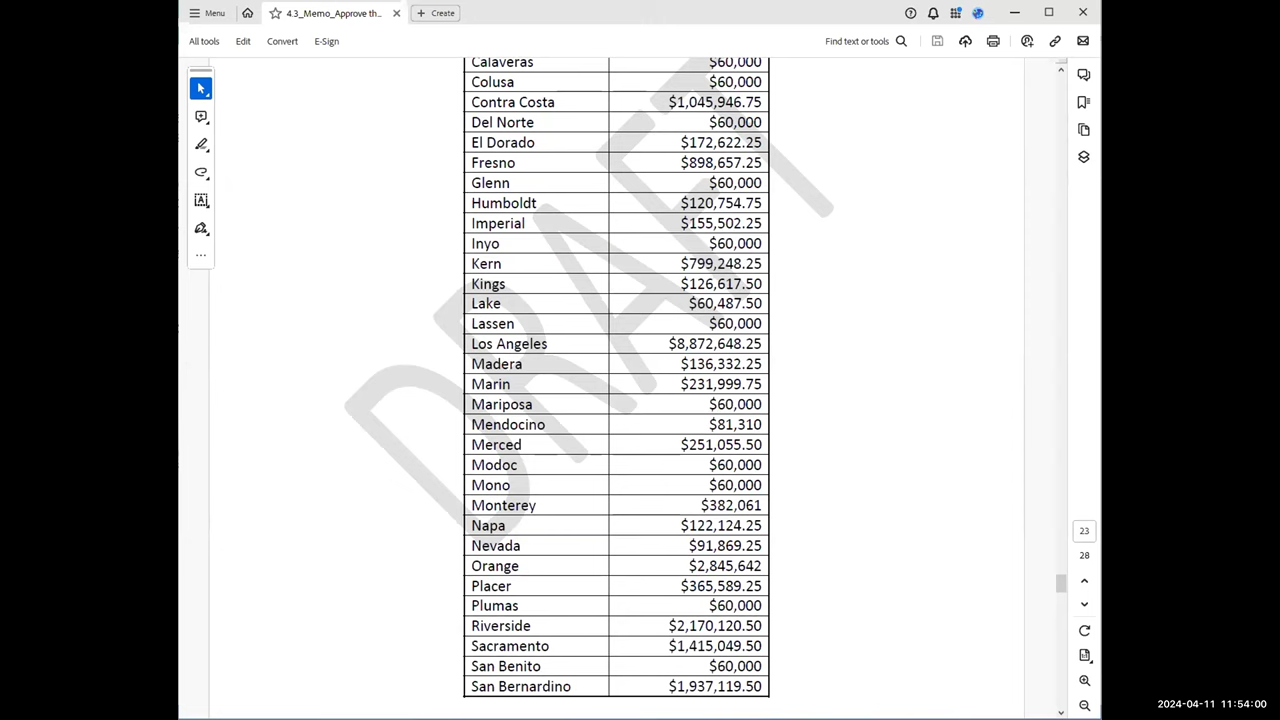 Menu
4.3_Memo_Approve th...
Create
All tools Edit Convert E-Sign
Find text or tools
Calaveras $60,000
Colusa $60,000
Contra Costa $1,045,946.75
Del Norte $60,000
El Dorado $172,622.25
Fresno $898,657.25
Glenn $60,000
Humboldt $120,754.75
Imperial $155,502.25
Inyo $60,000
Kern $799,248.25
Kings $126,617.50
Lake $60,487.50
Lassen $60,000
Los Angeles $8,872,648.25
Madera $136,332.25
Marin $231,999.75
Mariposa $60,000
Mendocino $81,310
Merced $251,055.50
Modoc $60,000
Mono $60,000
Monterey $382,061
Napa $122,124.25
Nevada $91,869.25
Orange $2,845,642
Placer $365,589.25
Plumas $60,000
Riverside $2,170,120.50
Sacramento $1,415,049.50
San Benito $60,000
San Bernardino $1,937,119.50
DRAFT
23
28
2024-04-11 11:54:00